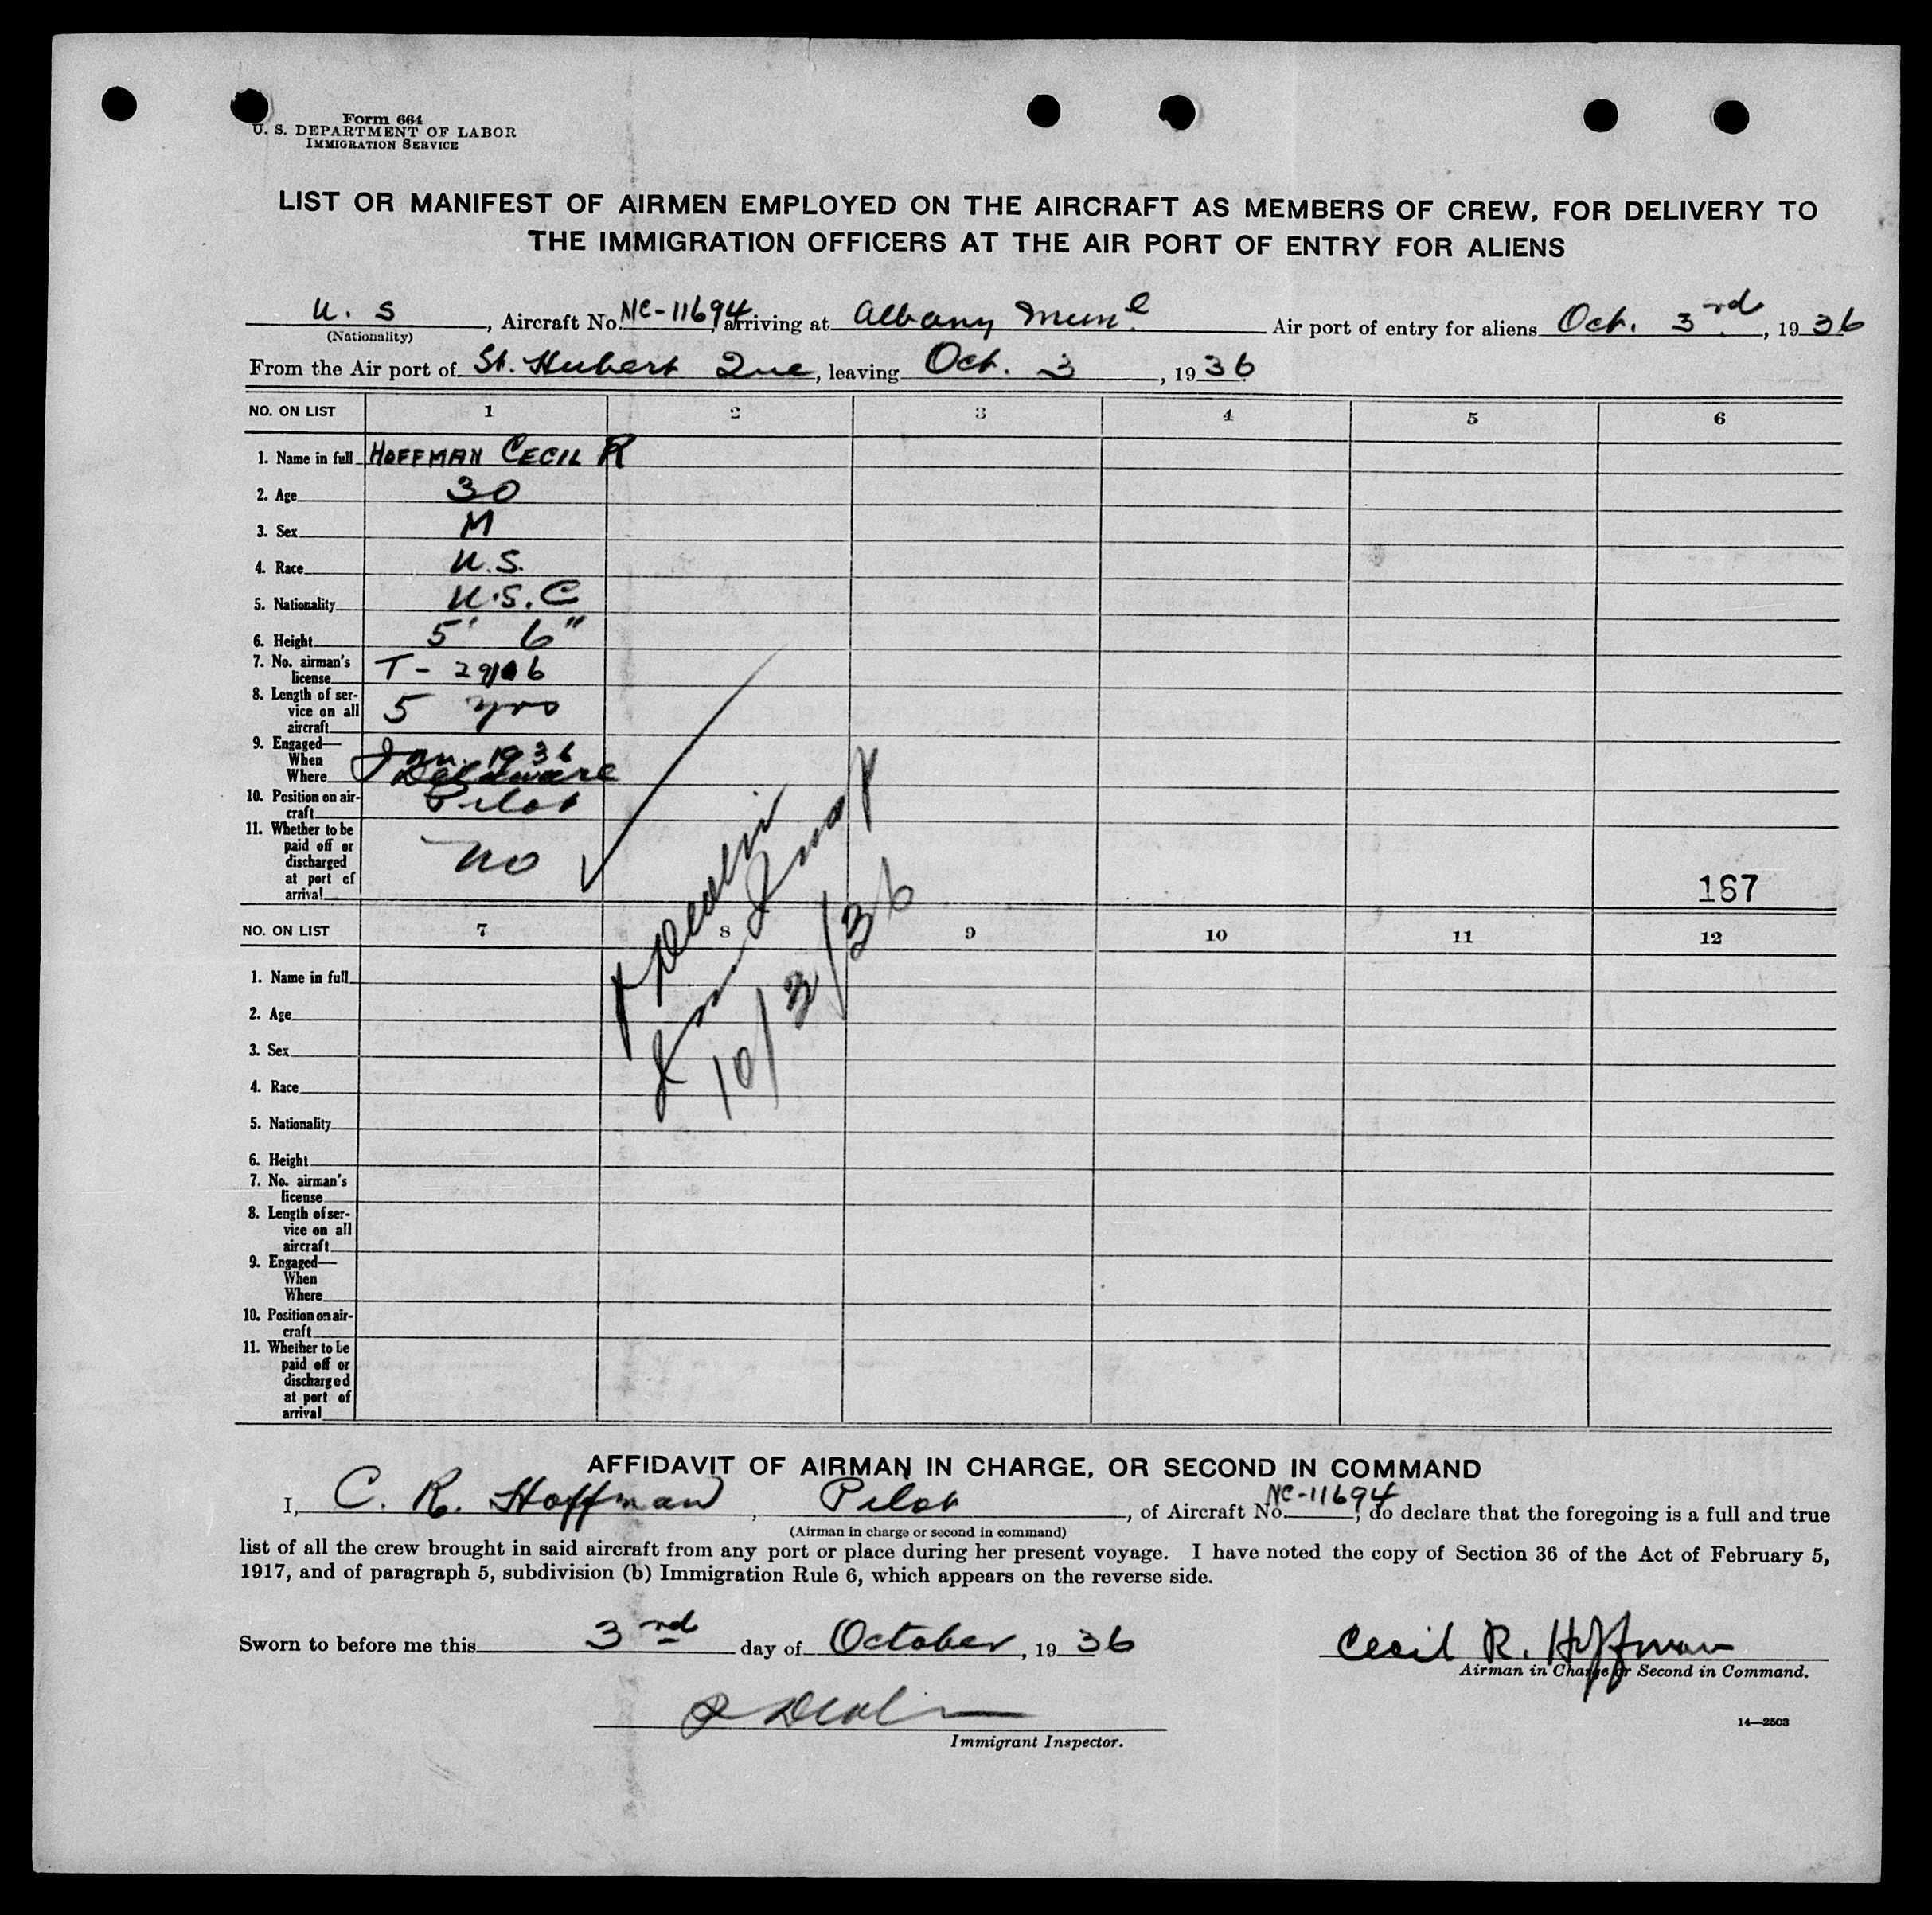 Form 664
U. S. DEPARTMENT OF LABOR
IMMIGRATION SERVICE
LIST OR MANIFEST OF AIRMEN EMPLOYED ON THE AIRCRAFT AS MEMBERS OF CREW, FOR DELIVERY TO
THE IMMIGRATION OFFICERS AT THE AIR PORT OF ENTRY FOR ALIENS
U. S, Aircraft No. NC-11694, arriving at Albany Mun'l Air port of entry for aliens Oct. 3rd, 1936
(Nationality)
From the Air port of St. Hubert Que, leaving Oct. 3, 1936
NO. ON LIST 1 2 3 4 5 6
1. Name in full HOFFMAN CECIL R
2. Age 30
3. Sex M
4. Race U.S.
5. Nationality U.S.C
6. Height 5' 6"
7. No. airman's
license T-
8. Length of ser-
vice on all
aircraft 5 yrs
9. Engaged—
When Jan. 1936
Where Delaware
10. Position on air-
craft Pilot
11. Whether to be
paid off or
discharged
at port of
arrival No
167
NO. ON LIST 7 8 9 10 11 12
10/3/36
1. Name in full
2. Age
3. Sex
4. Race
5. Nationality
6. Height
7. No. airman's
license
8. Length of ser-
vice on all
aircraft
9. Engaged—
When
Where
10. Position on air-
craft
11. Whether to be
paid off or
discharged
at port of
arrival
AFFIDAVIT OF AIRMAN IN CHARGE, OR SECOND IN COMMAND
I, C. R. Hoffman, Pilot, of Aircraft No. NC-11694, do declare that the foregoing is a full and true
(Airman in charge or second in command)
list of all the crew brought in said aircraft from any port or place during her present voyage. I have noted the copy of Section 36 of the Act of February 5,
1917, and of paragraph 5, subdivision (b) Immigration Rule 6, which appears on the reverse side.
Sworn to before me this 3rd day of October, 1936
Cecil R. Hoffman
Airman in Charge or Second in Command.
Immigrant Inspector.
14—2503